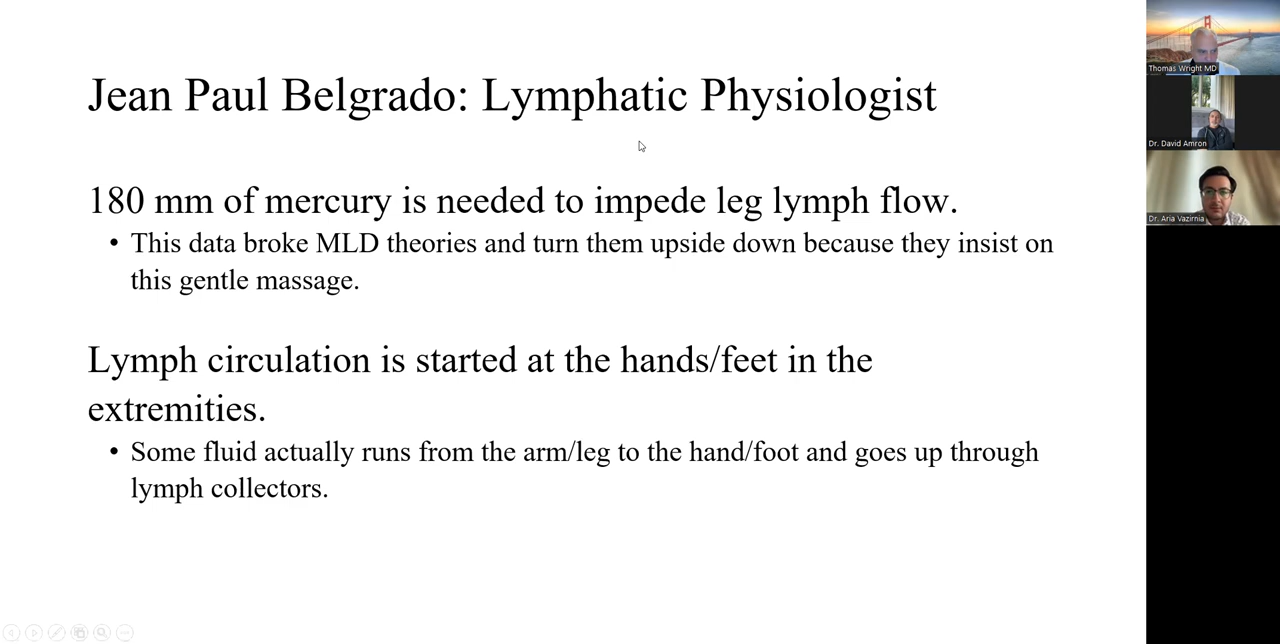 Jean Paul Belgrado: Lymphatic Physiologist
180 mm of mercury is needed to impede leg lymph flow.
• This data broke MLD theories and turn them upside down because they insist on
this gentle massage.
Lymph circulation is started at the hands/feet in the
extremities.
• Some fluid actually runs from the arm/leg to the hand/foot and goes up through
lymph collectors.
Thomas Wright MD
Dr. David Amron
Dr. Aria Vazirnia